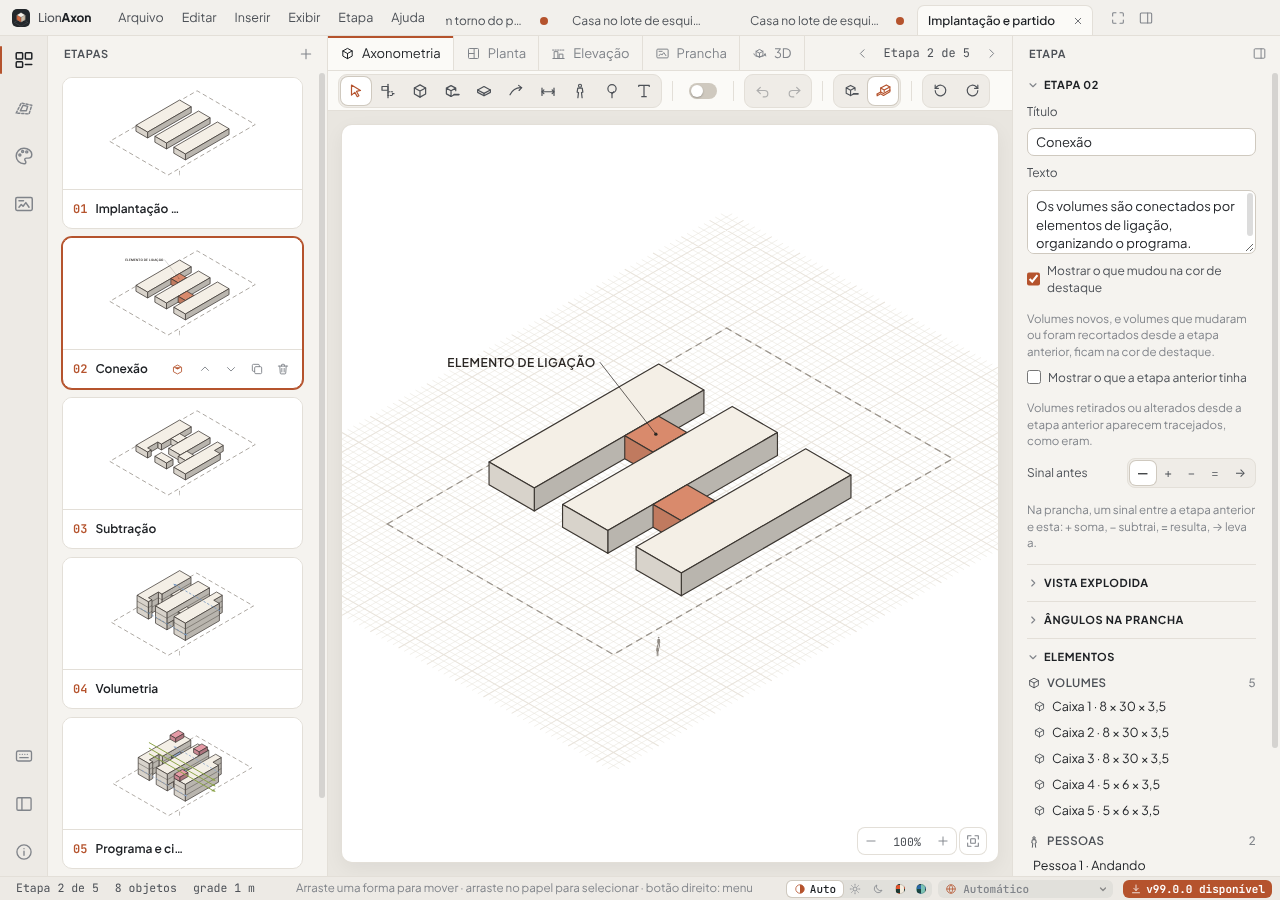 LionAxon Arquivo Editar Inserir Exibir Etapa Ajuda n torno do p... Casa no lote de esqui... Casa no lote de esqui... Implantação e partido
ETAPAS
Axonometria Planta Elevação Prancha 3D Etapa 2 de 5
ETAPA
ETAPA 02
Título
Conexão
Texto
Os volumes são conectados por
elementos de ligação,
organizando o programa.
Mostrar o que mudou na cor de
destaque
Volumes novos, e volumes que mudaram
ou foram recortados desde a etapa
anterior, ficam na cor de destaque.
Mostrar o que a etapa anterior tinha
Volumes retirados ou alterados desde a
etapa anterior aparecem tracejados,
como eram.
Sinal antes — + − = →
Na prancha, um sinal entre a etapa anterior
e esta: + soma, − subtrai, = resulta, → leva
a.
VISTA EXPLODIDA
ÂNGULOS NA PRANCHA
ELEMENTOS
VOLUMES 5
Caixa 1 · 8 × 30 × 3,5
Caixa 2 · 8 × 30 × 3,5
Caixa 3 · 8 × 30 × 3,5
Caixa 4 · 5 × 6 × 3,5
Caixa 5 · 5 × 6 × 3,5
PESSOAS 2
Pessoa 1 · Andando
01 Implantação ...
ELEMENTO DE LIGAÇÃO
02 Conexão
03 Subtração
04 Volumetria
05 Programa e ci...
ELEMENTO DE LIGAÇÃO
100%
Etapa 2 de 5 8 objetos grade 1 m Arraste uma forma para mover · arraste no papel para selecionar · botão direito: menu Auto Automático v99.0.0 disponível